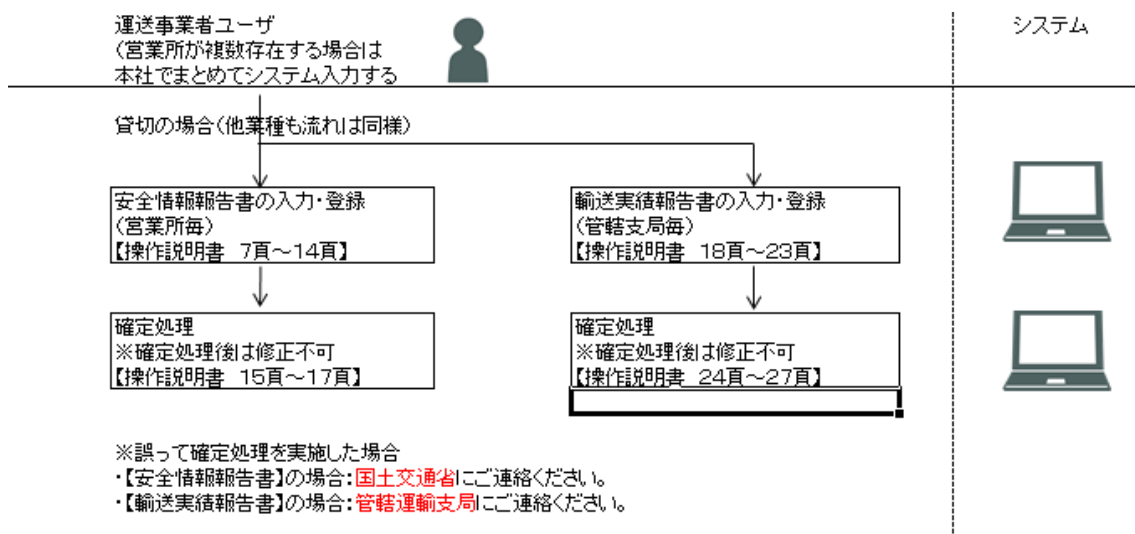 運送事業者ユーザ
（営業所が複数存在する場合は
本社でまとめてシステム入力する
システム
貸切の場合（他業種も流れは同様）
安全情報報告書の入力・登録
（営業所毎）
【操作説明書　7頁～14頁】
輸送実績報告書の入力・登録
（管轄支局毎）
【操作説明書　18頁～23頁】
確定処理
※確定処理後は修正不可
【操作説明書　15頁～17頁】
確定処理
※確定処理後は修正不可
【操作説明書　24頁～27頁】
※誤って確定処理を実施した場合
・【安全情報報告書】の場合：国土交通省にご連絡ください。
・【輸送実績報告書】の場合：管轄運輸支局にご連絡ください。